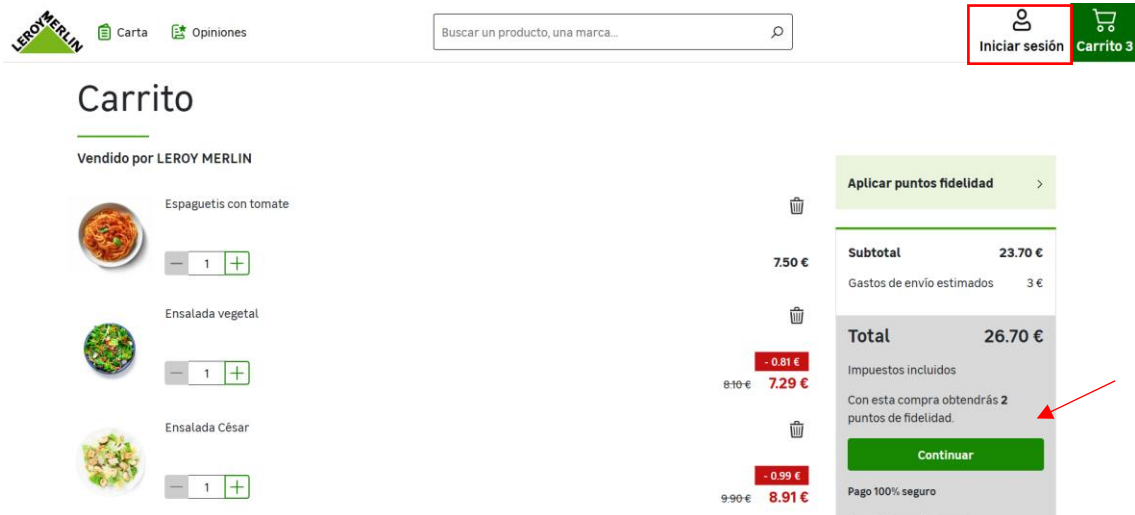 LEROY MERLIN
Carta
Opiniones
Buscar un producto, una marca...
Iniciar sesión
Carrito 3
Carrito
Vendido por LEROY MERLIN
Espaguetis con tomate
1
7.50 €
Ensalada vegetal
1
- 0.81 €
8.10 € 7.29 €
Ensalada César
1
- 0.99 €
9.90 € 8.91 €
Aplicar puntos fidelidad
Subtotal 23.70 €
Gastos de envío estimados 3 €
Total 26.70 €
Impuestos incluidos
Con esta compra obtendrás 2
puntos de fidelidad.
Continuar
Pago 100% seguro